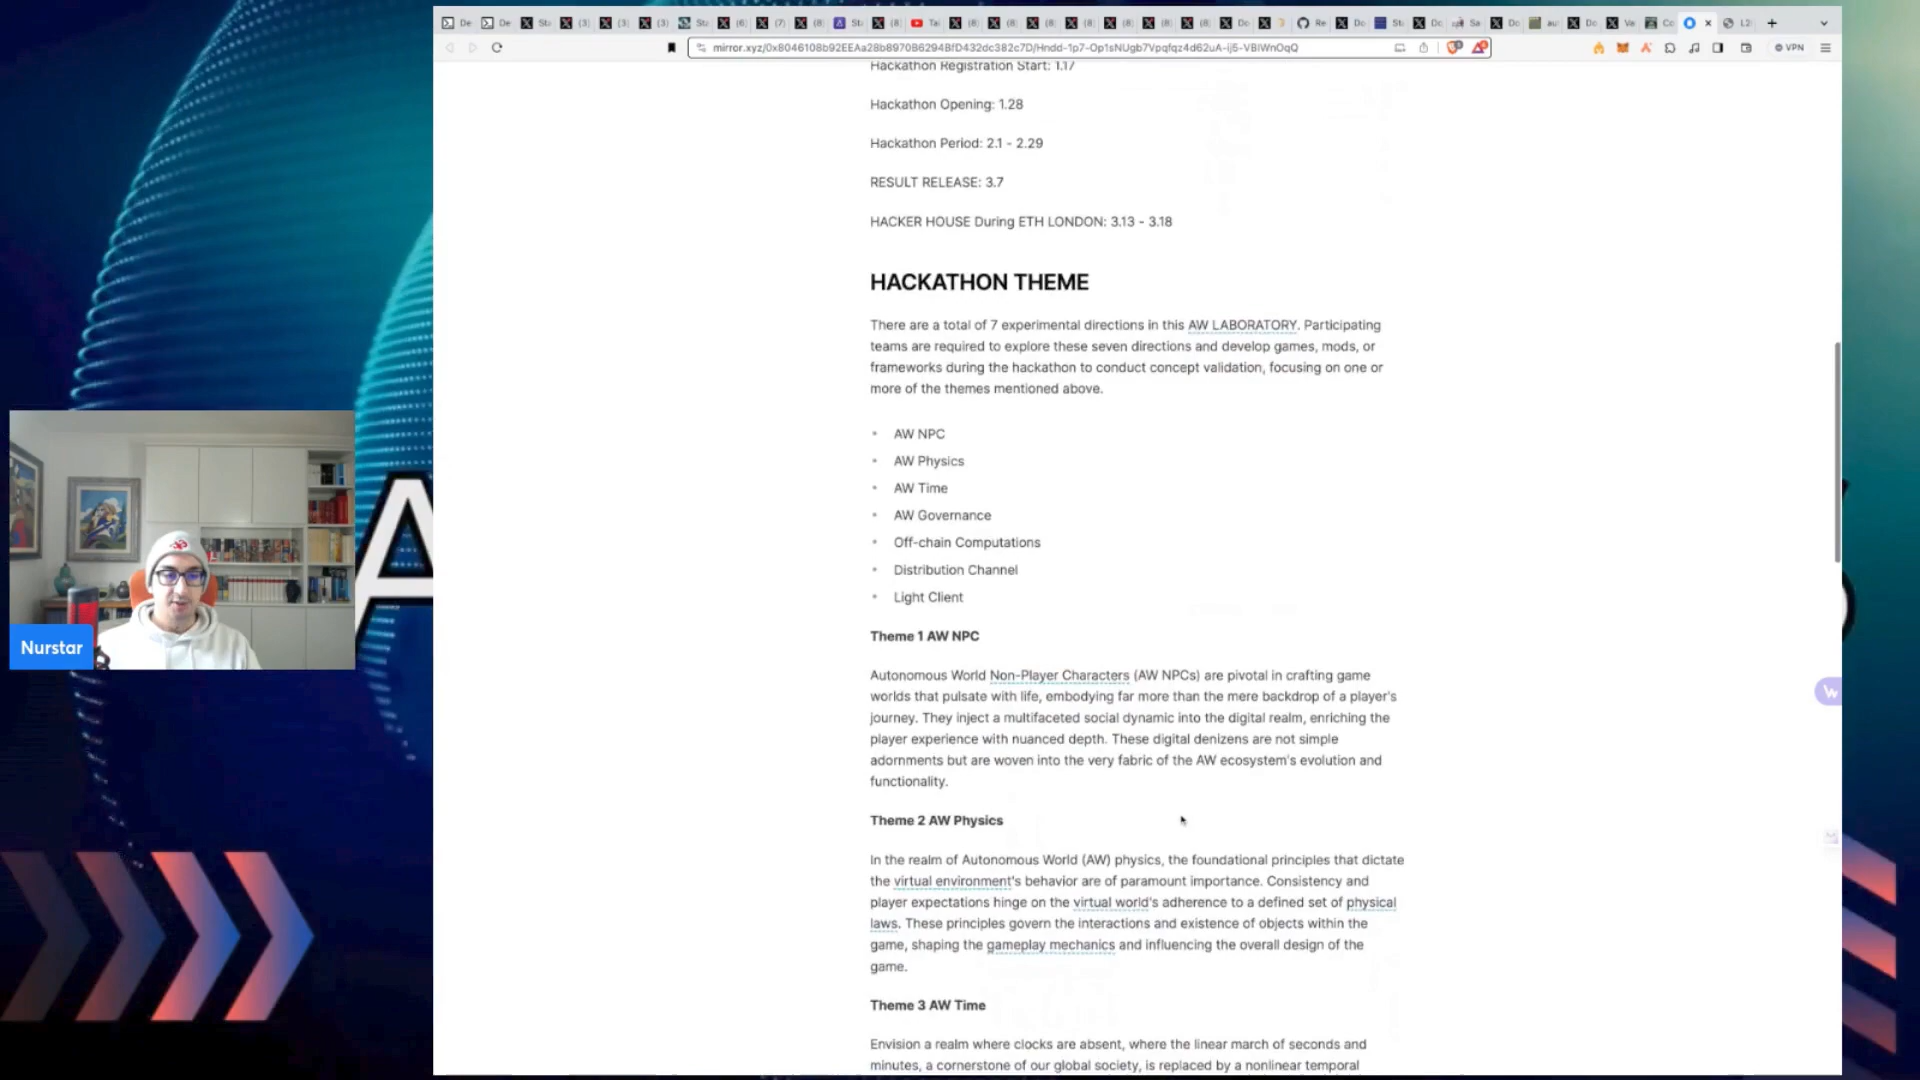 mirror.xyz/0x8046108b92EEAa28b8970B6294BfD432dc382c7D/Hndd-1p7-Op1sNUgb7Vpqfqz4d62uA-ij5-VBlWnOqQ
VPN
Hackathon Registration Start: 1.17
Hackathon Opening: 1.28
Hackathon Period: 2.1 - 2.29
RESULT RELEASE: 3.7
HACKER HOUSE During ETH LONDON: 3.13 - 3.18
HACKATHON THEME
There are a total of 7 experimental directions in this AW LABORATORY. Participating
teams are required to explore these seven directions and develop games, mods, or
frameworks during the hackathon to conduct concept validation, focusing on one or
more of the themes mentioned above.
AW NPC
AW Physics
AW Time
AW Governance
Off-chain Computations
Distribution Channel
Light Client
Theme 1 AW NPC
Autonomous World Non-Player Characters (AW NPCs) are pivotal in crafting game
worlds that pulsate with life, embodying far more than the mere backdrop of a player's
journey. They inject a multifaceted social dynamic into the digital realm, enriching the
player experience with nuanced depth. These digital denizens are not simple
adornments but are woven into the very fabric of the AW ecosystem's evolution and
functionality.
Theme 2 AW Physics
In the realm of Autonomous World (AW) physics, the foundational principles that dictate
the virtual environment's behavior are of paramount importance. Consistency and
player expectations hinge on the virtual world's adherence to a defined set of physical
laws. These principles govern the interactions and existence of objects within the
game, shaping the gameplay mechanics and influencing the overall design of the
game.
Theme 3 AW Time
Envision a realm where clocks are absent, where the linear march of seconds and
minutes, a cornerstone of our global society, is replaced by a nonlinear temporal
Nurstar